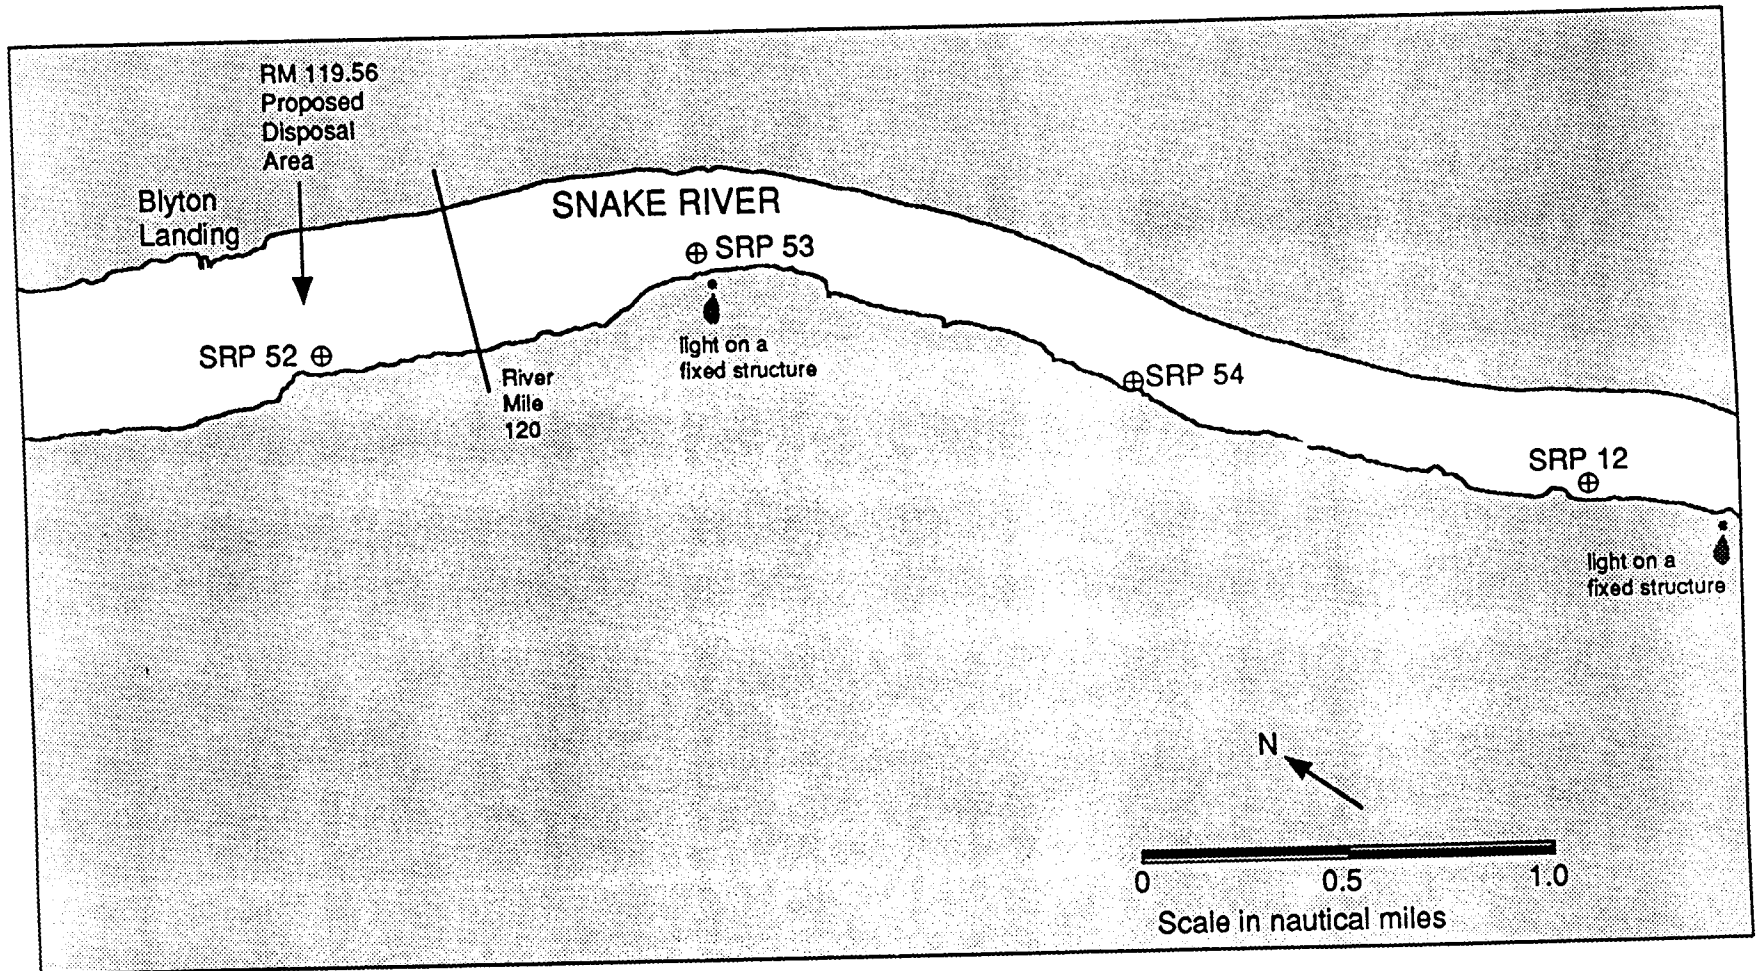 RM 119.56
Proposed
Disposal
Area
Blyton
Landing
SNAKE RIVER
SRP 53
light on a
fixed structure
SRP 52
River
Mile
120
SRP 54
SRP 12
light on a
fixed structure
N
0 0.5 1.0
Scale in nautical miles